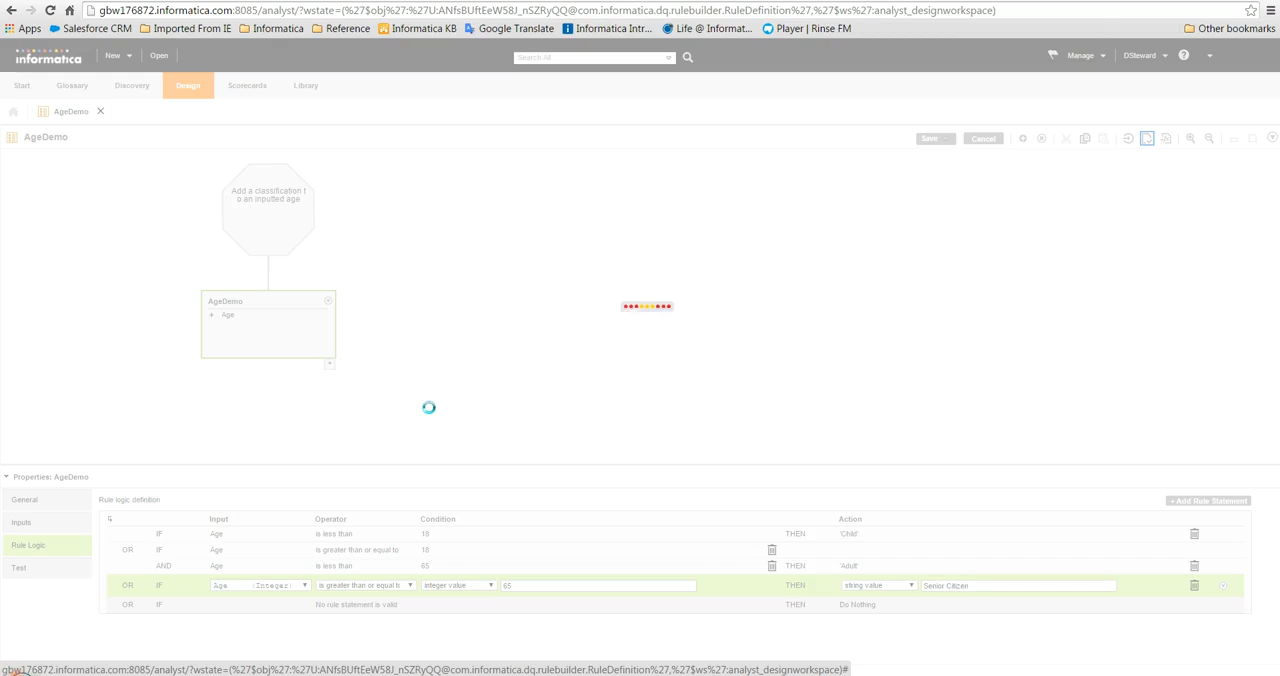 gbw176872.informatica.com:8085/analyst/?wstate=(%27$obj%27:%27U:ANfsBUftEeW58J_nSZRyQQ@com.informatica.dq.rulebuilder.RuleDefinition%27,%27$ws%27:analyst_designworkspace)
Apps Salesforce CRM Imported From IE Informatica Reference Informatica KB Google Translate Informatica Intr... Life @ Informat... Player | Rinse FM Other bookmarks
informatica New Open Search All Manage DSteward
Start Glossary Discovery Design Scorecards Library
AgeDemo
AgeDemo Save Cancel
Add a classification t
o an inputted age
AgeDemo
+ Age
Properties: AgeDemo
General Rule logic definition + Add Rule Statement
Inputs Input Operator Condition Action
IF Age is less than 18 THEN 'Child'
Rule Logic OR IF Age is greater than or equal to 18
Test AND Age is less than 65 THEN 'Adult'
OR IF Age (Integer) is greater than or equal to integer value 65 THEN string value Senior Citizen
OR IF No rule statement is valid THEN Do Nothing
gbw176872.informatica.com:8085/analyst/?wstate=(%27$obj%27:%27U:ANfsBUftEeW58J_nSZRyQQ@com.informatica.dq.rulebuilder.RuleDefinition%27,%27$ws%27:analyst_designworkspace)#